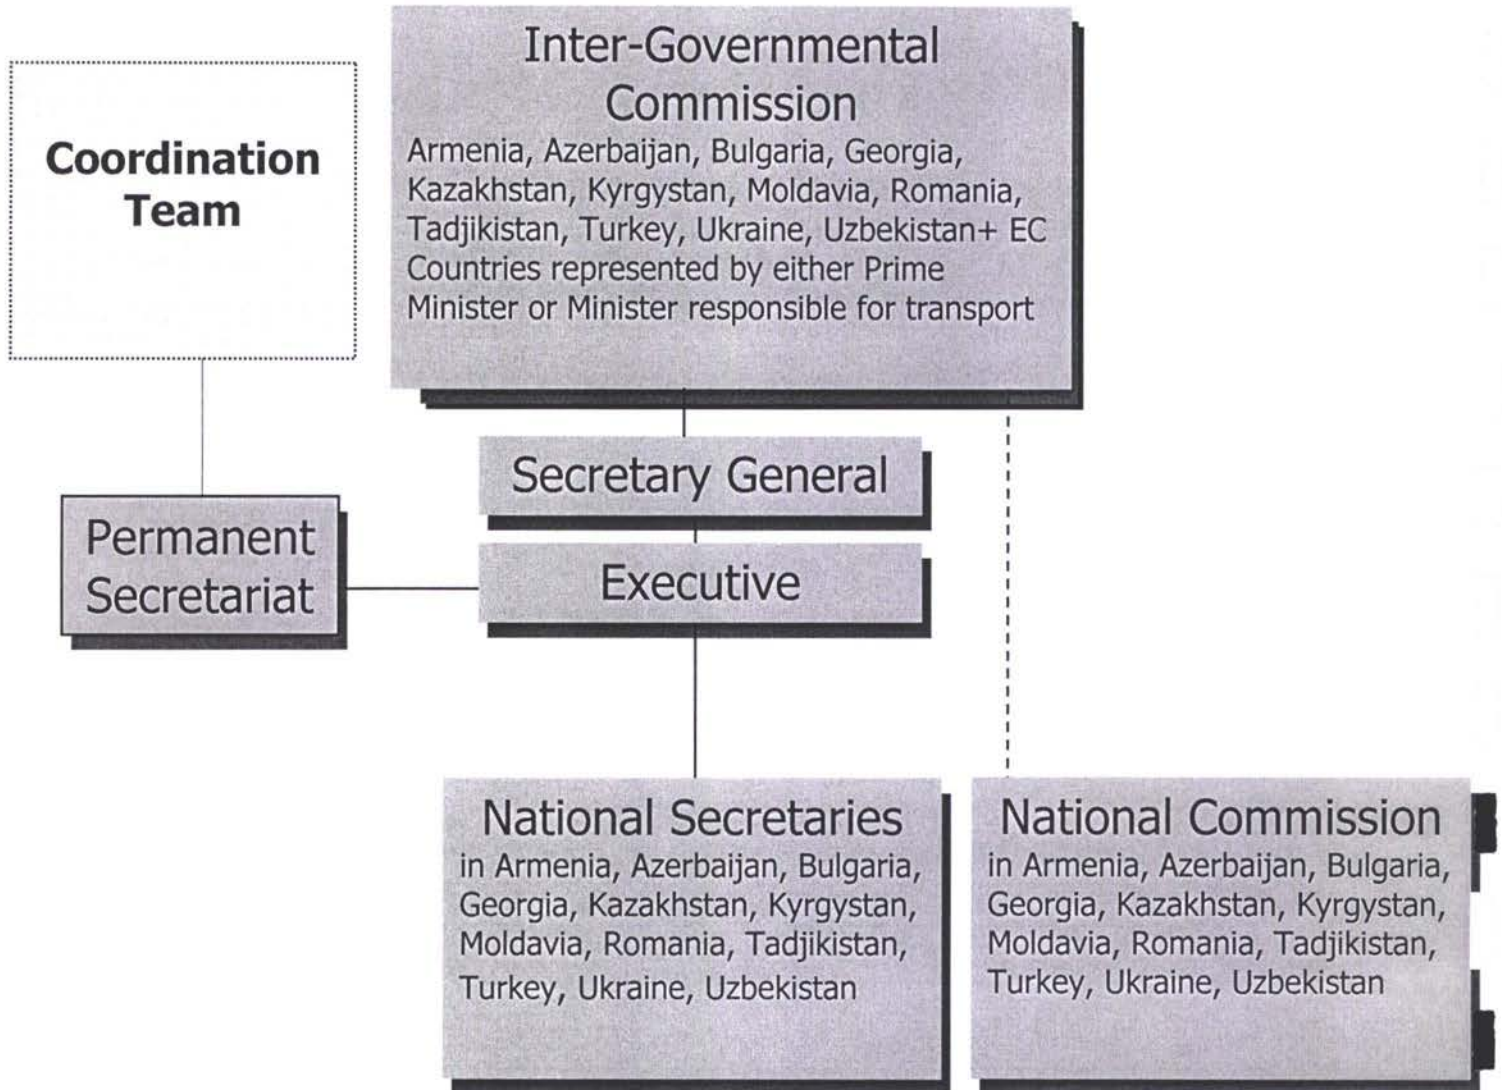 Coordination
Team
Inter-Governmental
Commission
Armenia, Azerbaijan, Bulgaria, Georgia,
Kazakhstan, Kyrgystan, Moldavia, Romania,
Tadjikistan, Turkey, Ukraine, Uzbekistan+ EC
Countries represented by either Prime
Minister or Minister responsible for transport
Secretary General
Permanent
Secretariat
Executive
National Secretaries
in Armenia, Azerbaijan, Bulgaria,
Georgia, Kazakhstan, Kyrgystan,
Moldavia, Romania, Tadjikistan,
Turkey, Ukraine, Uzbekistan
National Commission
in Armenia, Azerbaijan, Bulgaria,
Georgia, Kazakhstan, Kyrgystan,
Moldavia, Romania, Tadjikistan,
Turkey, Ukraine, Uzbekistan